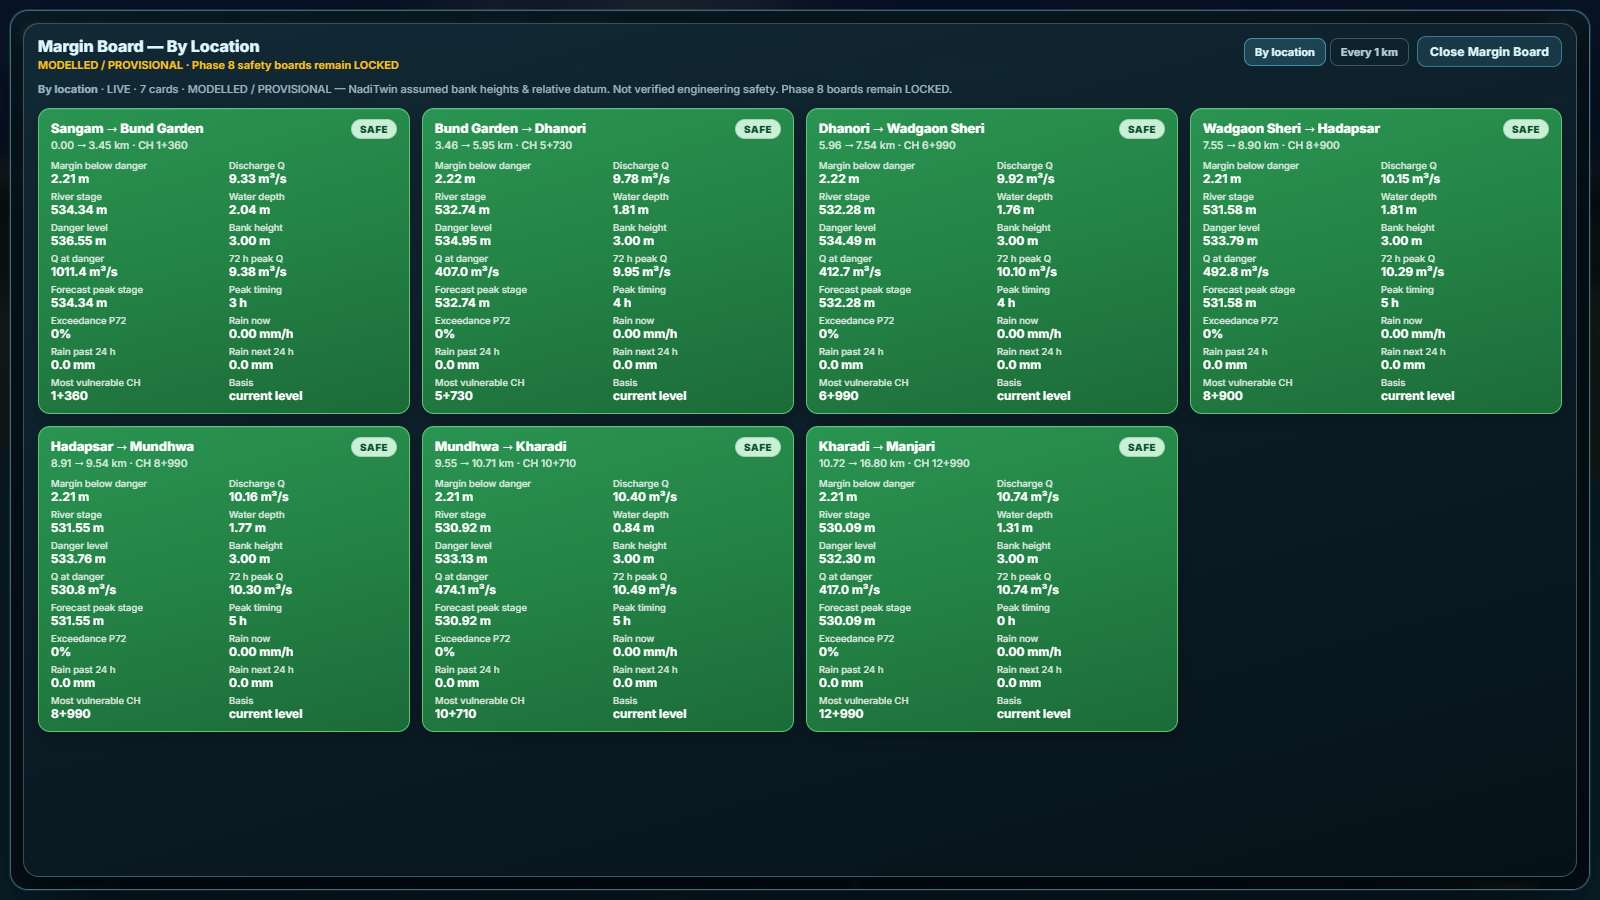 Margin Board — By Location
MODELLED / PROVISIONAL · Phase 8 safety boards remain LOCKED
By location
Every 1 km
Close Margin Board
By location · LIVE · 7 cards · MODELLED / PROVISIONAL — NadiTwin assumed bank heights & relative datum. Not verified engineering safety. Phase 8 boards remain LOCKED.
Sangam → Bund Garden
SAFE
0.00 → 3.45 km · CH 1+360
Margin below danger
Discharge Q
2.21 m
9.33 m³/s
River stage
Water depth
534.34 m
2.04 m
Danger level
Bank height
536.55 m
3.00 m
Q at danger
72 h peak Q
1011.4 m³/s
9.38 m³/s
Forecast peak stage
Peak timing
534.34 m
3 h
Exceedance P72
Rain now
0%
0.00 mm/h
Rain past 24 h
Rain next 24 h
0.0 mm
0.0 mm
Most vulnerable CH
Basis
1+360
current level
Bund Garden → Dhanori
SAFE
3.46 → 5.95 km · CH 5+730
Margin below danger
Discharge Q
2.22 m
9.78 m³/s
River stage
Water depth
532.74 m
1.81 m
Danger level
Bank height
534.95 m
3.00 m
Q at danger
72 h peak Q
407.0 m³/s
9.95 m³/s
Forecast peak stage
Peak timing
532.74 m
4 h
Exceedance P72
Rain now
0%
0.00 mm/h
Rain past 24 h
Rain next 24 h
0.0 mm
0.0 mm
Most vulnerable CH
Basis
5+730
current level
Dhanori → Wadgaon Sheri
SAFE
5.96 → 7.54 km · CH 6+990
Margin below danger
Discharge Q
2.22 m
9.92 m³/s
River stage
Water depth
532.28 m
1.76 m
Danger level
Bank height
534.49 m
3.00 m
Q at danger
72 h peak Q
412.7 m³/s
10.10 m³/s
Forecast peak stage
Peak timing
532.28 m
4 h
Exceedance P72
Rain now
0%
0.00 mm/h
Rain past 24 h
Rain next 24 h
0.0 mm
0.0 mm
Most vulnerable CH
Basis
6+990
current level
Wadgaon Sheri → Hadapsar
SAFE
7.55 → 8.90 km · CH 8+900
Margin below danger
Discharge Q
2.21 m
10.15 m³/s
River stage
Water depth
531.58 m
1.81 m
Danger level
Bank height
533.79 m
3.00 m
Q at danger
72 h peak Q
492.8 m³/s
10.29 m³/s
Forecast peak stage
Peak timing
531.58 m
5 h
Exceedance P72
Rain now
0%
0.00 mm/h
Rain past 24 h
Rain next 24 h
0.0 mm
0.0 mm
Most vulnerable CH
Basis
8+900
current level
Hadapsar → Mundhwa
SAFE
8.91 → 9.54 km · CH 8+990
Margin below danger
Discharge Q
2.21 m
10.16 m³/s
River stage
Water depth
531.55 m
1.77 m
Danger level
Bank height
533.76 m
3.00 m
Q at danger
72 h peak Q
530.8 m³/s
10.30 m³/s
Forecast peak stage
Peak timing
531.55 m
5 h
Exceedance P72
Rain now
0%
0.00 mm/h
Rain past 24 h
Rain next 24 h
0.0 mm
0.0 mm
Most vulnerable CH
Basis
8+990
current level
Mundhwa → Kharadi
SAFE
9.55 → 10.71 km · CH 10+710
Margin below danger
Discharge Q
2.21 m
10.40 m³/s
River stage
Water depth
530.92 m
0.84 m
Danger level
Bank height
533.13 m
3.00 m
Q at danger
72 h peak Q
474.1 m³/s
10.49 m³/s
Forecast peak stage
Peak timing
530.92 m
5 h
Exceedance P72
Rain now
0%
0.00 mm/h
Rain past 24 h
Rain next 24 h
0.0 mm
0.0 mm
Most vulnerable CH
Basis
10+710
current level
Kharadi → Manjari
SAFE
10.72 → 16.80 km · CH 12+990
Margin below danger
Discharge Q
2.21 m
10.74 m³/s
River stage
Water depth
530.09 m
1.31 m
Danger level
Bank height
532.30 m
3.00 m
Q at danger
72 h peak Q
417.0 m³/s
10.74 m³/s
Forecast peak stage
Peak timing
530.09 m
0 h
Exceedance P72
Rain now
0%
0.00 mm/h
Rain past 24 h
Rain next 24 h
0.0 mm
0.0 mm
Most vulnerable CH
Basis
12+990
current level